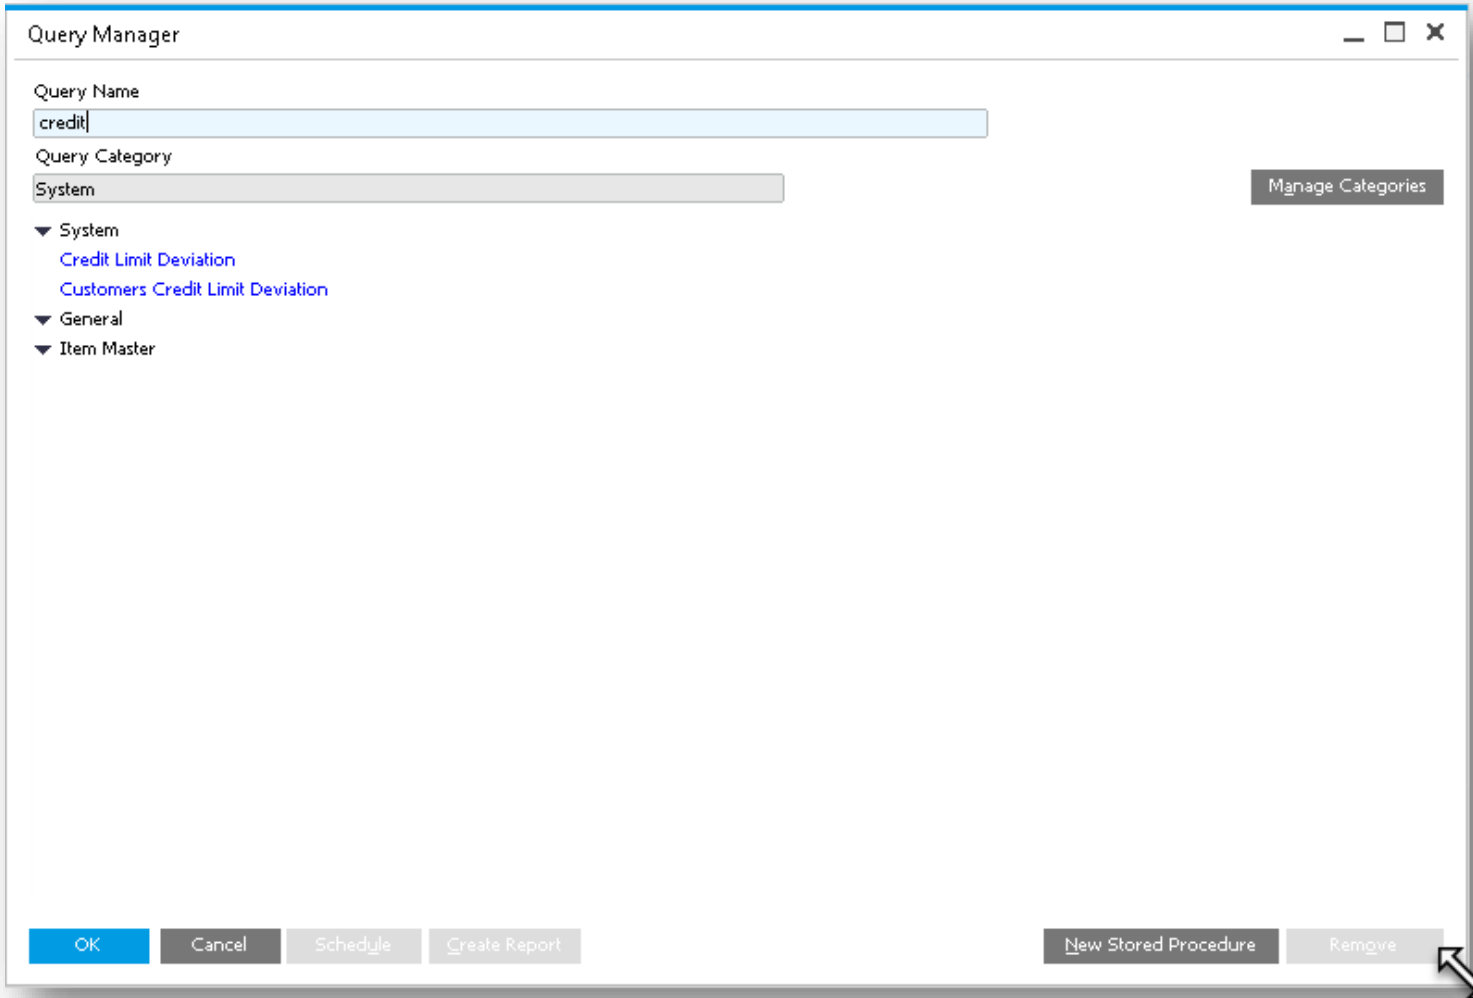 Query Manager
Query Name
credit
Query Category
System
Manage Categories
System
Credit Limit Deviation
Customers Credit Limit Deviation
General
Item Master
OK Cancel Schedule Create Report New Stored Procedure Remove